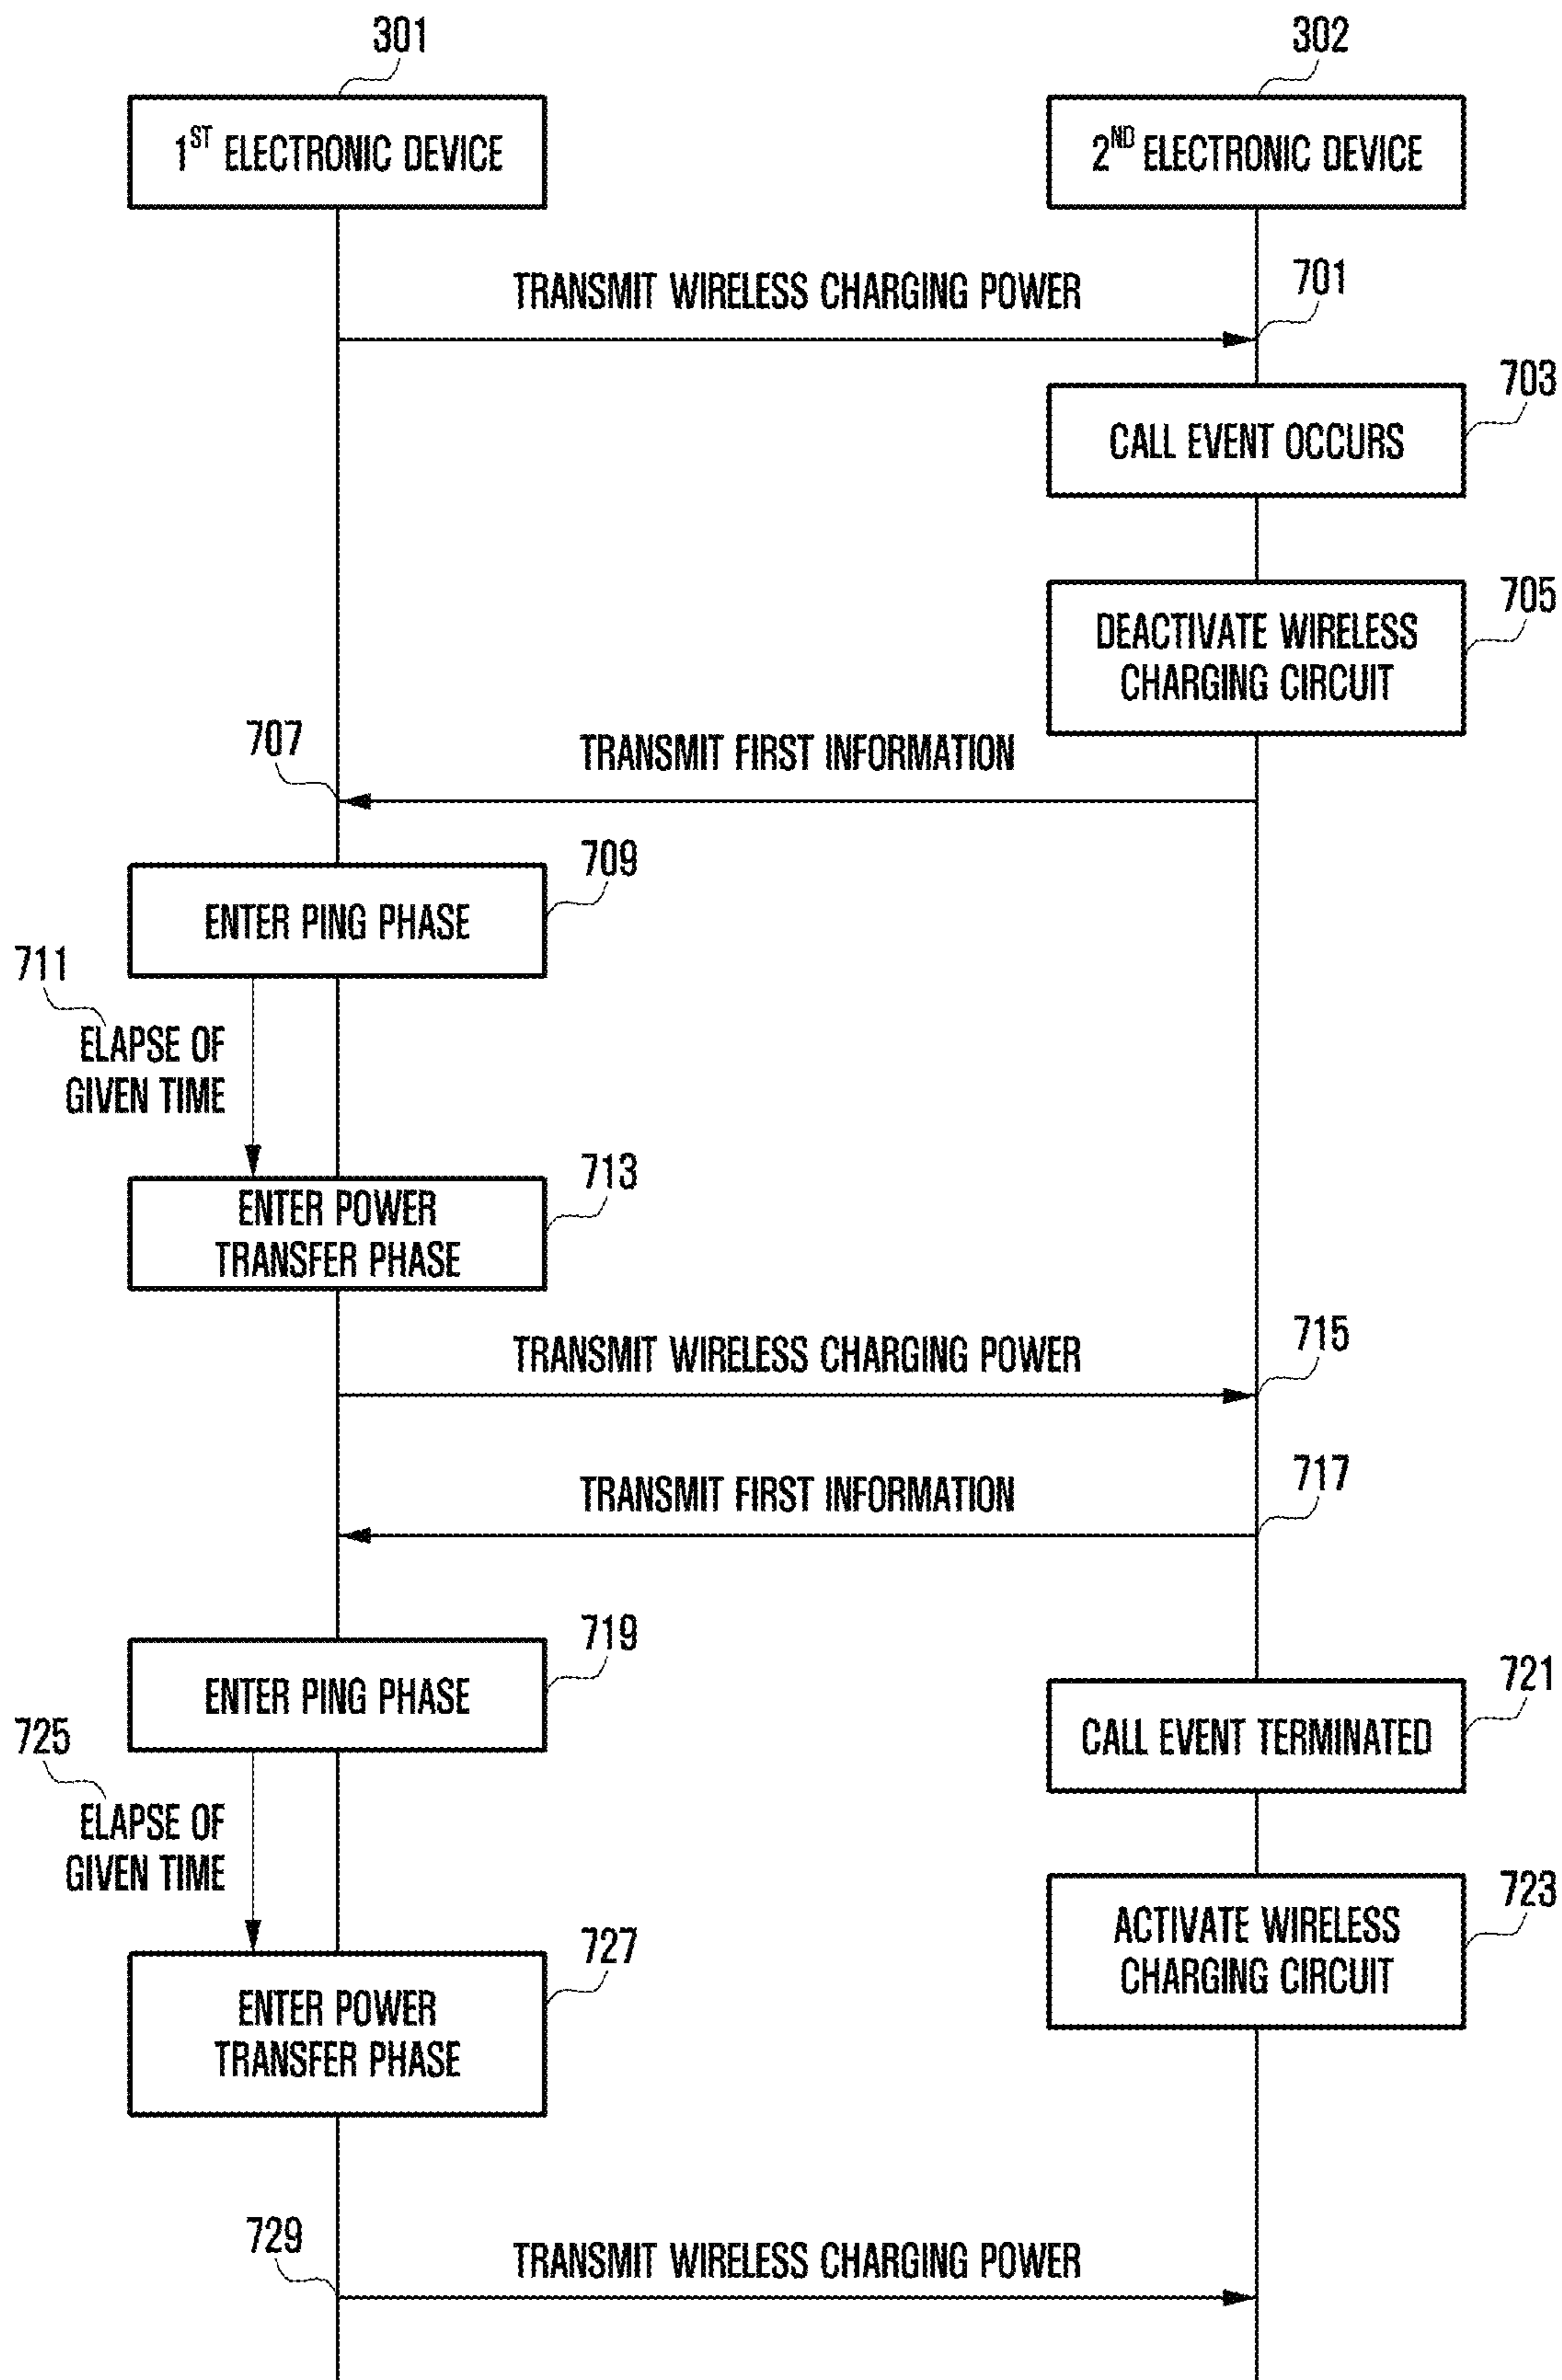 301
302
1ST ELECTRONIC DEVICE
2ND ELECTRONIC DEVICE
TRANSMIT WIRELESS CHARGING POWER
701
703
CALL EVENT OCCURS
705
DEACTIVATE WIRELESS
CHARGING CIRCUIT
707
TRANSMIT FIRST INFORMATION
709
ENTER PING PHASE
711
ELAPSE OF
GIVEN TIME
713
ENTER POWER
TRANSFER PHASE
TRANSMIT WIRELESS CHARGING POWER
715
TRANSMIT FIRST INFORMATION
717
719
ENTER PING PHASE
721
CALL EVENT TERMINATED
725
ELAPSE OF
GIVEN TIME
723
ACTIVATE WIRELESS
CHARGING CIRCUIT
727
ENTER POWER
TRANSFER PHASE
729
TRANSMIT WIRELESS CHARGING POWER